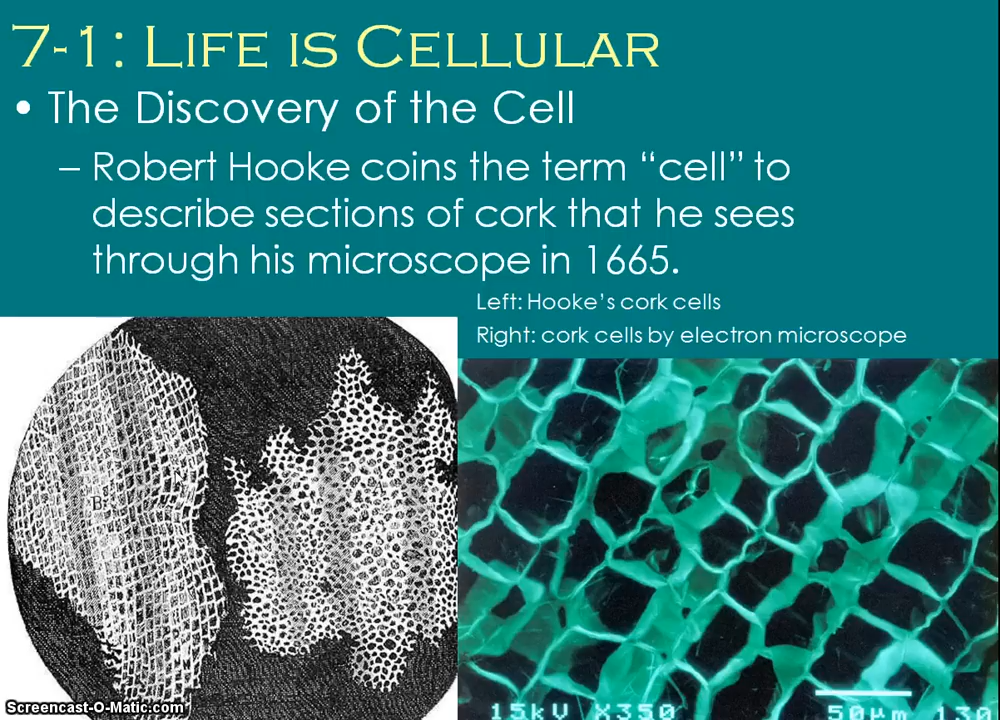 7-1: Life is Cellular
• The Discovery of the Cell
– Robert Hooke coins the term “cell” to
describe sections of cork that he sees
through his microscope in 1665.
Left: Hooke’s cork cells
Right: cork cells by electron microscope
B
Screencast-O-Matic.com
15kV X350 50µm 130